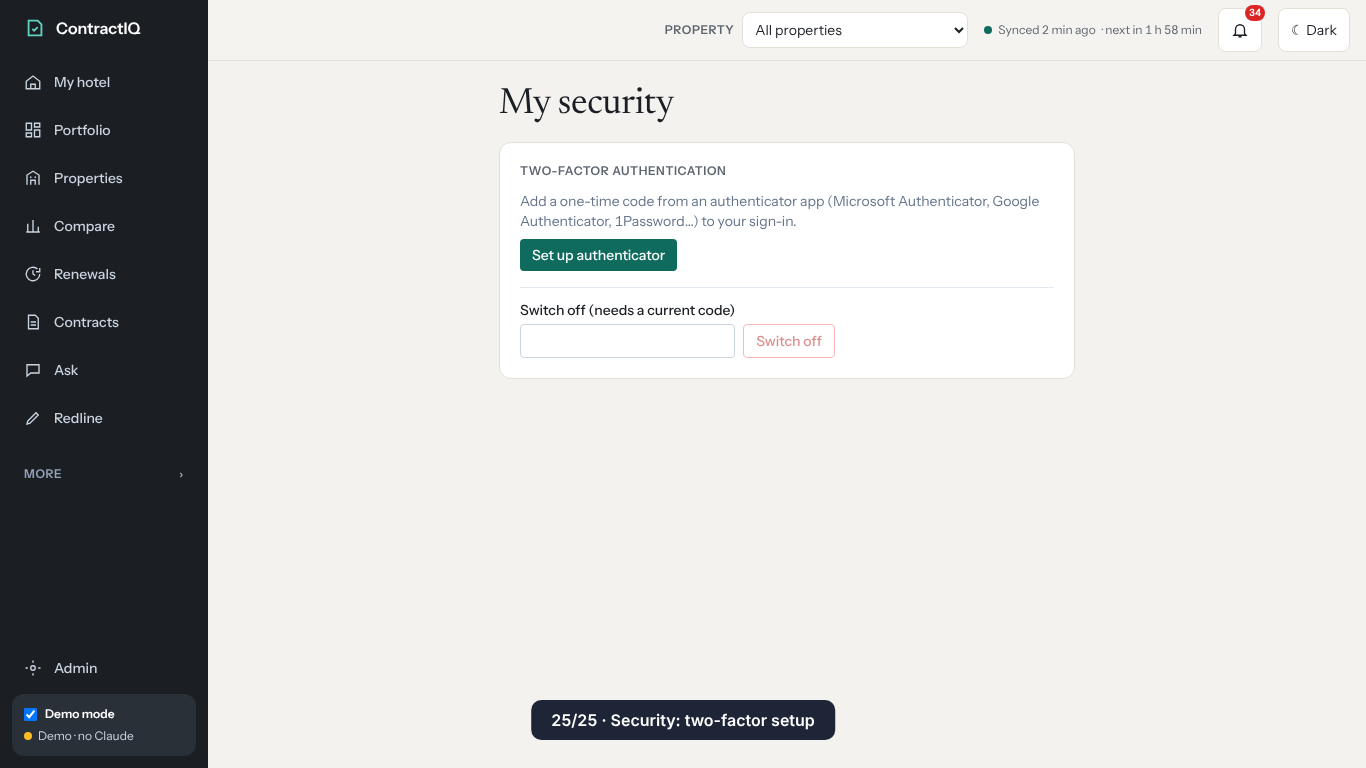 ContractIQ
My hotel
Portfolio
Properties
Compare
Renewals
Contracts
Ask
Redline
MORE ›
Admin
Demo mode
Demo · no Claude
PROPERTY All properties Synced 2 min ago · next in 1 h 58 min 34 ☾ Dark
My security
TWO-FACTOR AUTHENTICATION
Add a one-time code from an authenticator app (Microsoft Authenticator, Google
Authenticator, 1Password…) to your sign-in.
Set up authenticator
Switch off (needs a current code)
Switch off
25/25 · Security: two-factor setup